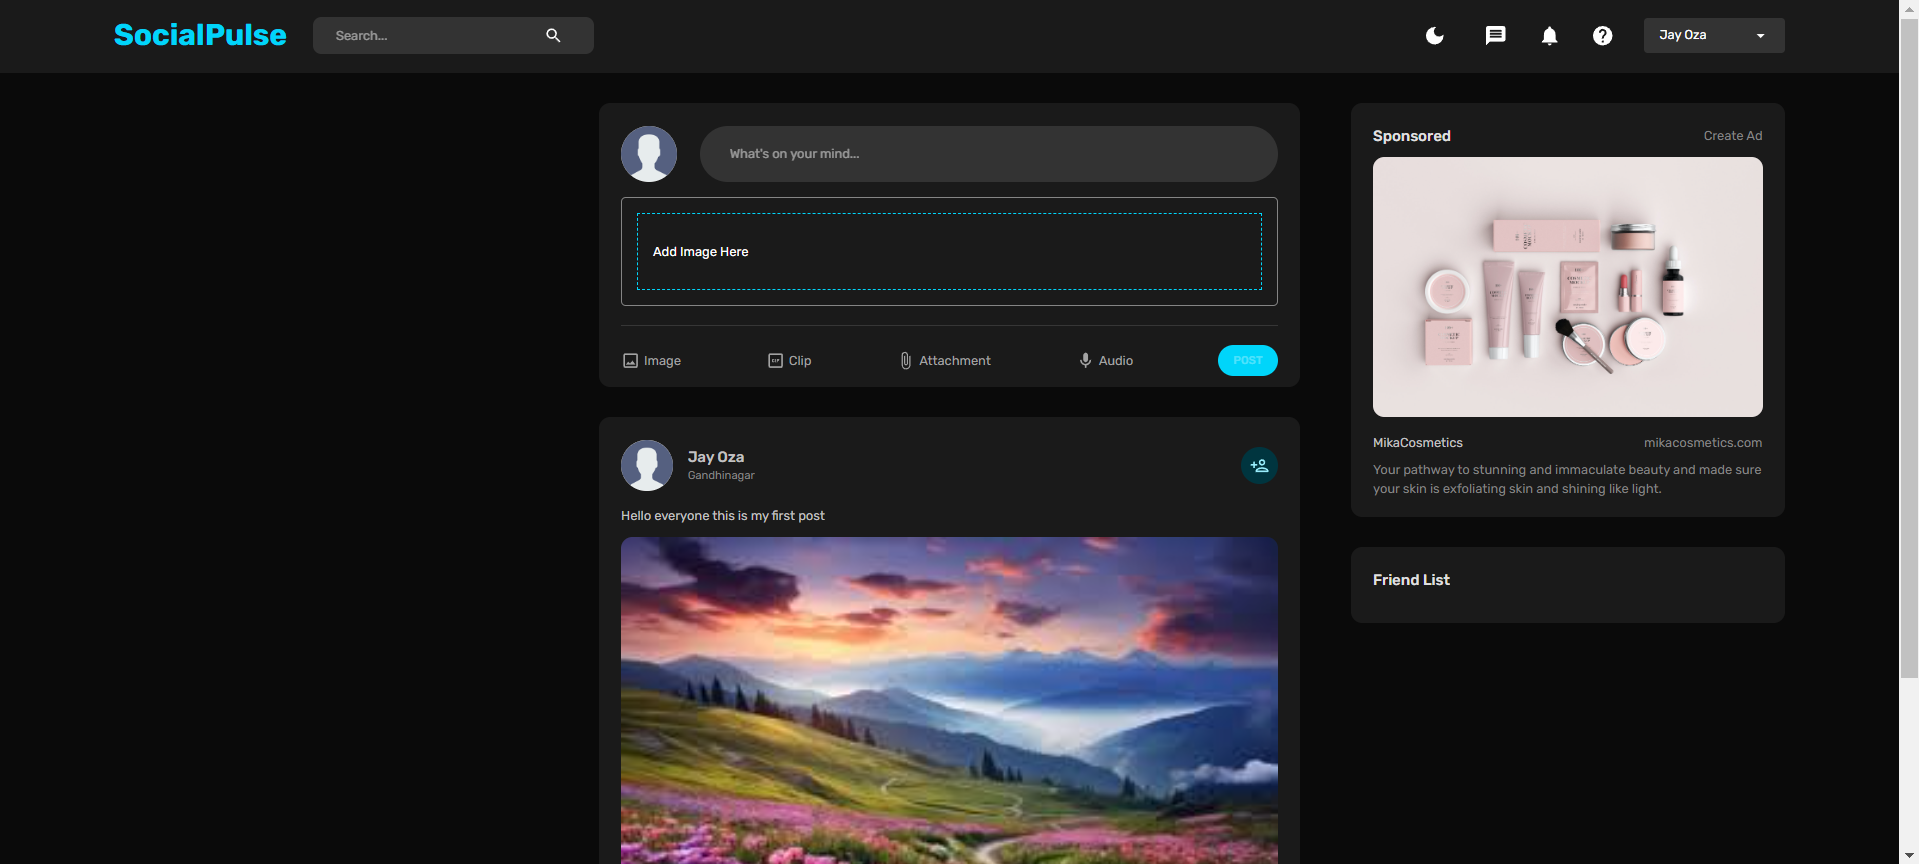 SocialPulse
Search...
Jay Oza
What's on your mind...
Add Image Here
Image
Clip
Attachment
Audio
POST
Jay Oza
Gandhinagar
Hello everyone this is my first post
Sponsored
Create Ad
MikaCosmetics
mikacosmetics.com
Your pathway to stunning and immaculate beauty and made sure
your skin is exfoliating skin and shining like light.
Friend List